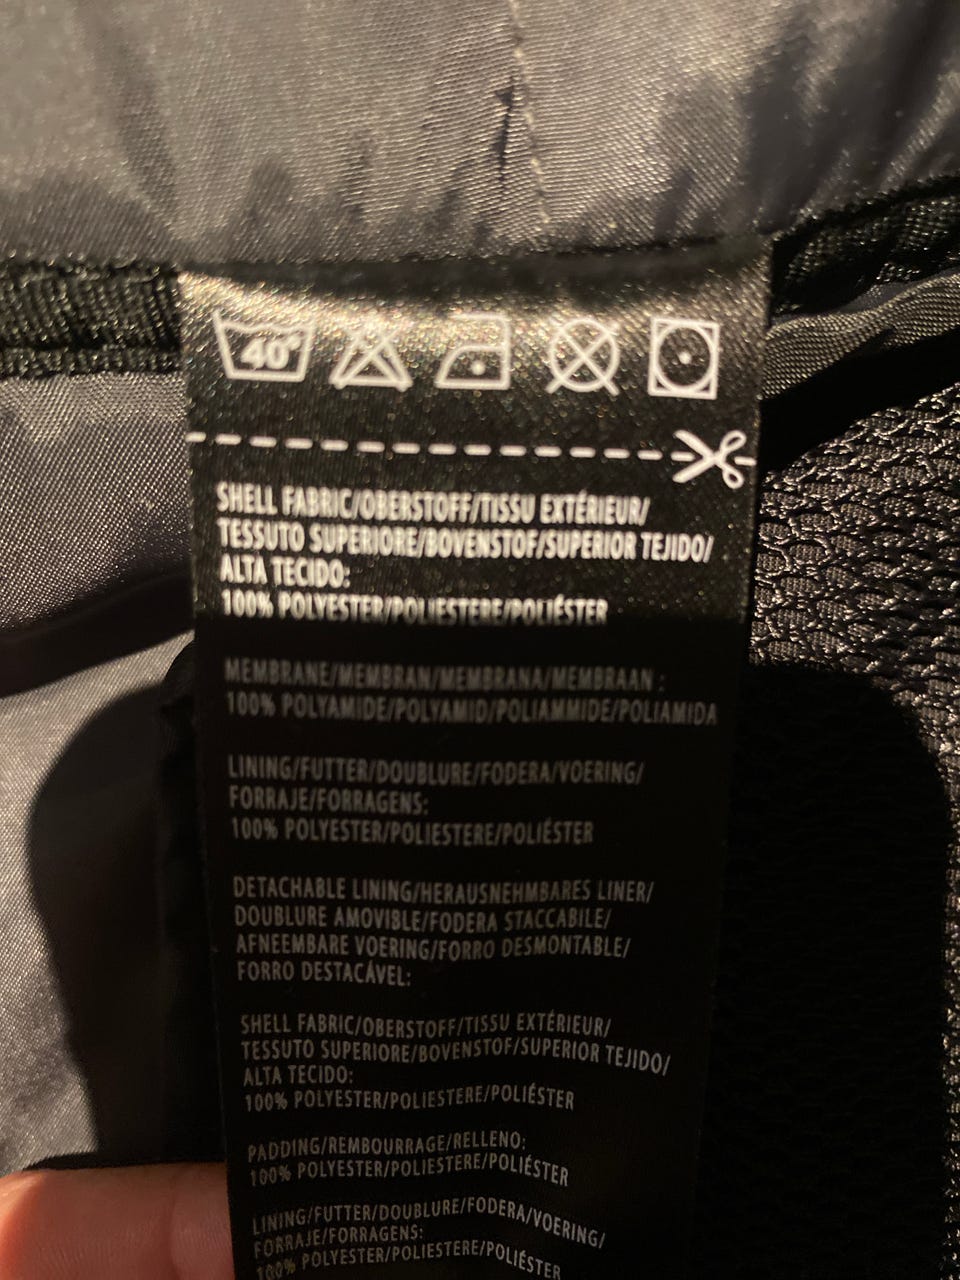 40°
SHELL FABRIC/OBERSTOFF/TISSU EXTÉRIEUR/
TESSUTO SUPERIORE/BOVENSTOF/SUPERIOR TEJIDO/
ALTA TECIDO:
100% POLYESTER/POLIESTERE/POLIÉSTER
MEMBRANE/MEMBRAN/MEMBRANA/MEMBRAAN :
100% POLYAMIDE/POLYAMID/POLIAMMIDE/POLIAMIDA
LINING/FUTTER/DOUBLURE/FODERA/VOERING/
FORRAJE/FORRAGENS:
100% POLYESTER/POLIESTERE/POLIÉSTER
DETACHABLE LINING/HERAUSNEHMBARES LINER/
DOUBLURE AMOVIBLE/FODERA STACCABILE/
AFNEEMBARE VOERING/FORRO DESMONTABLE/
FORRO DESTACÁVEL:
SHELL FABRIC/OBERSTOFF/TISSU EXTÉRIEUR/
TESSUTO SUPERIORE/BOVENSTOF/SUPERIOR TEJIDO/
ALTA TECIDO:
100% POLYESTER/POLIESTERE/POLIÉSTER
PADDING/REMBOURRAGE/RELLENO:
100% POLYESTER/POLIESTERE/POLIÉSTER
LINING/FUTTER/DOUBLURE/FODERA/VOERING/
FORRAJE/FORRAGENS:
100% POLYESTER/POLIESTERE/POLIÉSTER